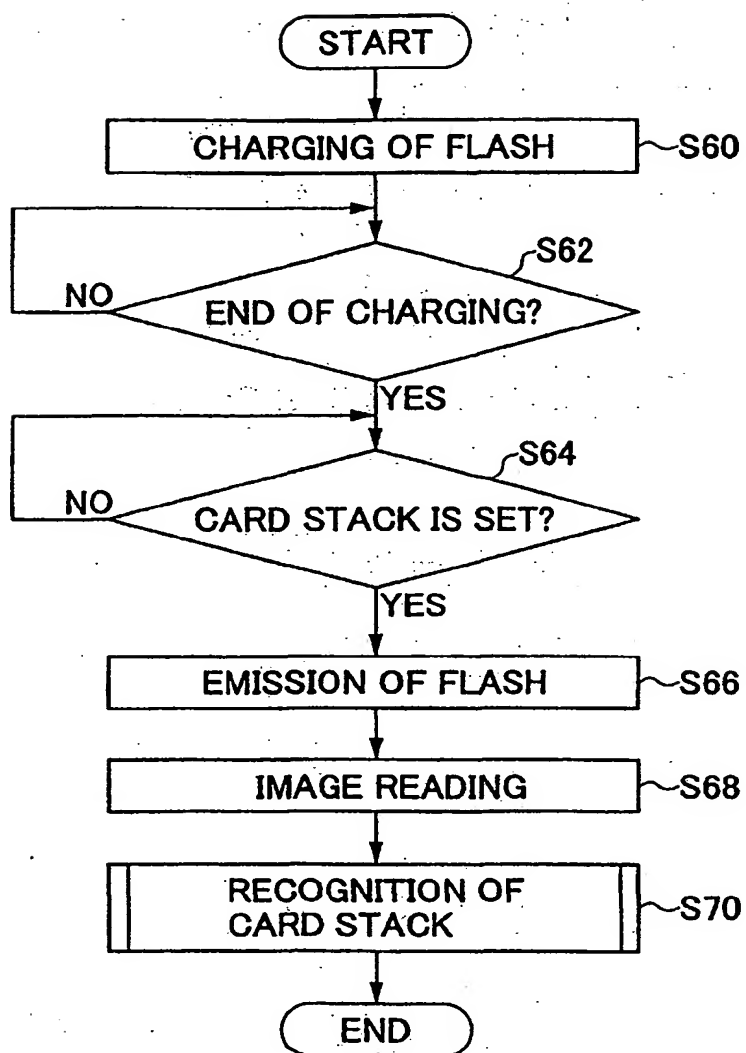 START
CHARGING OF FLASH
S60
S62
NO
END OF CHARGING?
YES
S64
NO
CARD STACK IS SET?
YES
EMISSION OF FLASH
S66
IMAGE READING
S68
RECOGNITION OF
CARD STACK
S70
END